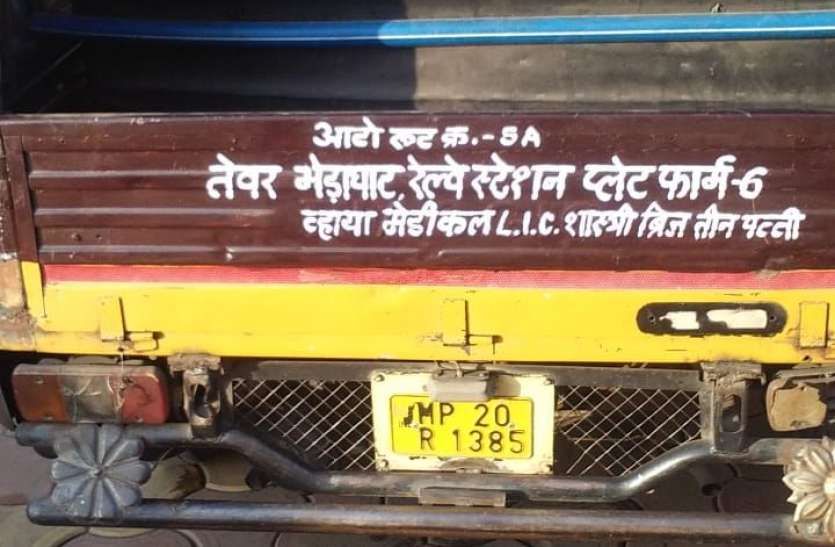 आटो रूट क्र.-5A
तेवर भेड़ाघाट, रेल्वे स्टेशन प्लेट फार्म-6
व्हाया मेडीकल L.I.C. शास्त्री ब्रिज तीन पत्ती
MP 20
R 1385